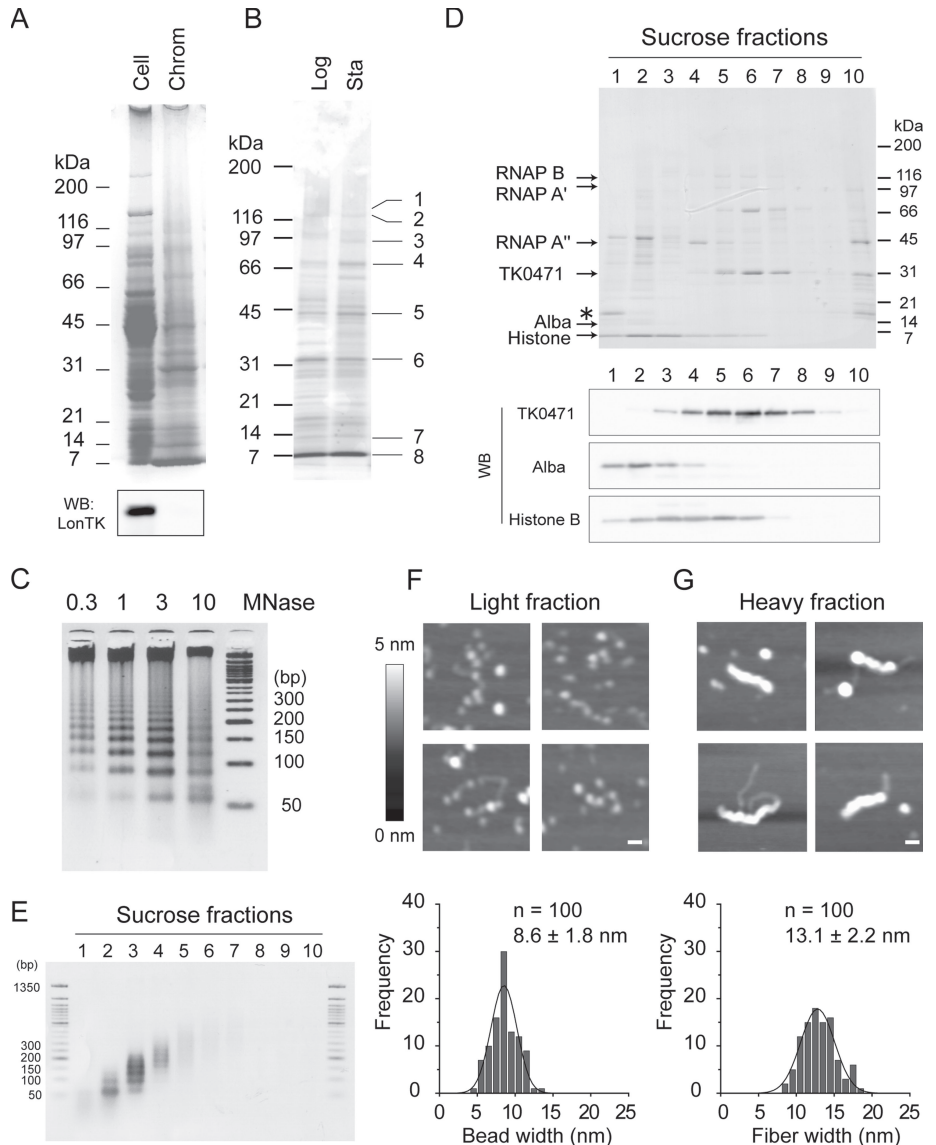 A
Cell
Chrom
kDa
200
116
97
66
45
31
21
14
7
WB:
LonTK
B
Log
Sta
kDa
200
116
97
66
45
31
21
14
7
1
2
3
4
5
6
7
8
D
Sucrose fractions
1 2 3 4 5 6 7 8 9 10
kDa
200
116
97
66
45
31
21
14
7
RNAP B
RNAP A'
RNAP A''
TK0471
*
Alba
Histone
1 2 3 4 5 6 7 8 9 10
WB
TK0471
Alba
Histone B
C
0.3 1 3 10 MNase
(bp)
300
200
150
100
50
F
Light fraction
5 nm
0 nm
G
Heavy fraction
E
Sucrose fractions
1 2 3 4 5 6 7 8 9 10
(bp)
1350
300
200
150
100
50
40
30
20
10
0
Frequency
n = 100
8.6 ± 1.8 nm
0 5 10 15 20 25
Bead width (nm)
40
30
20
10
0
Frequency
n = 100
13.1 ± 2.2 nm
0 5 10 15 20 25
Fiber width (nm)